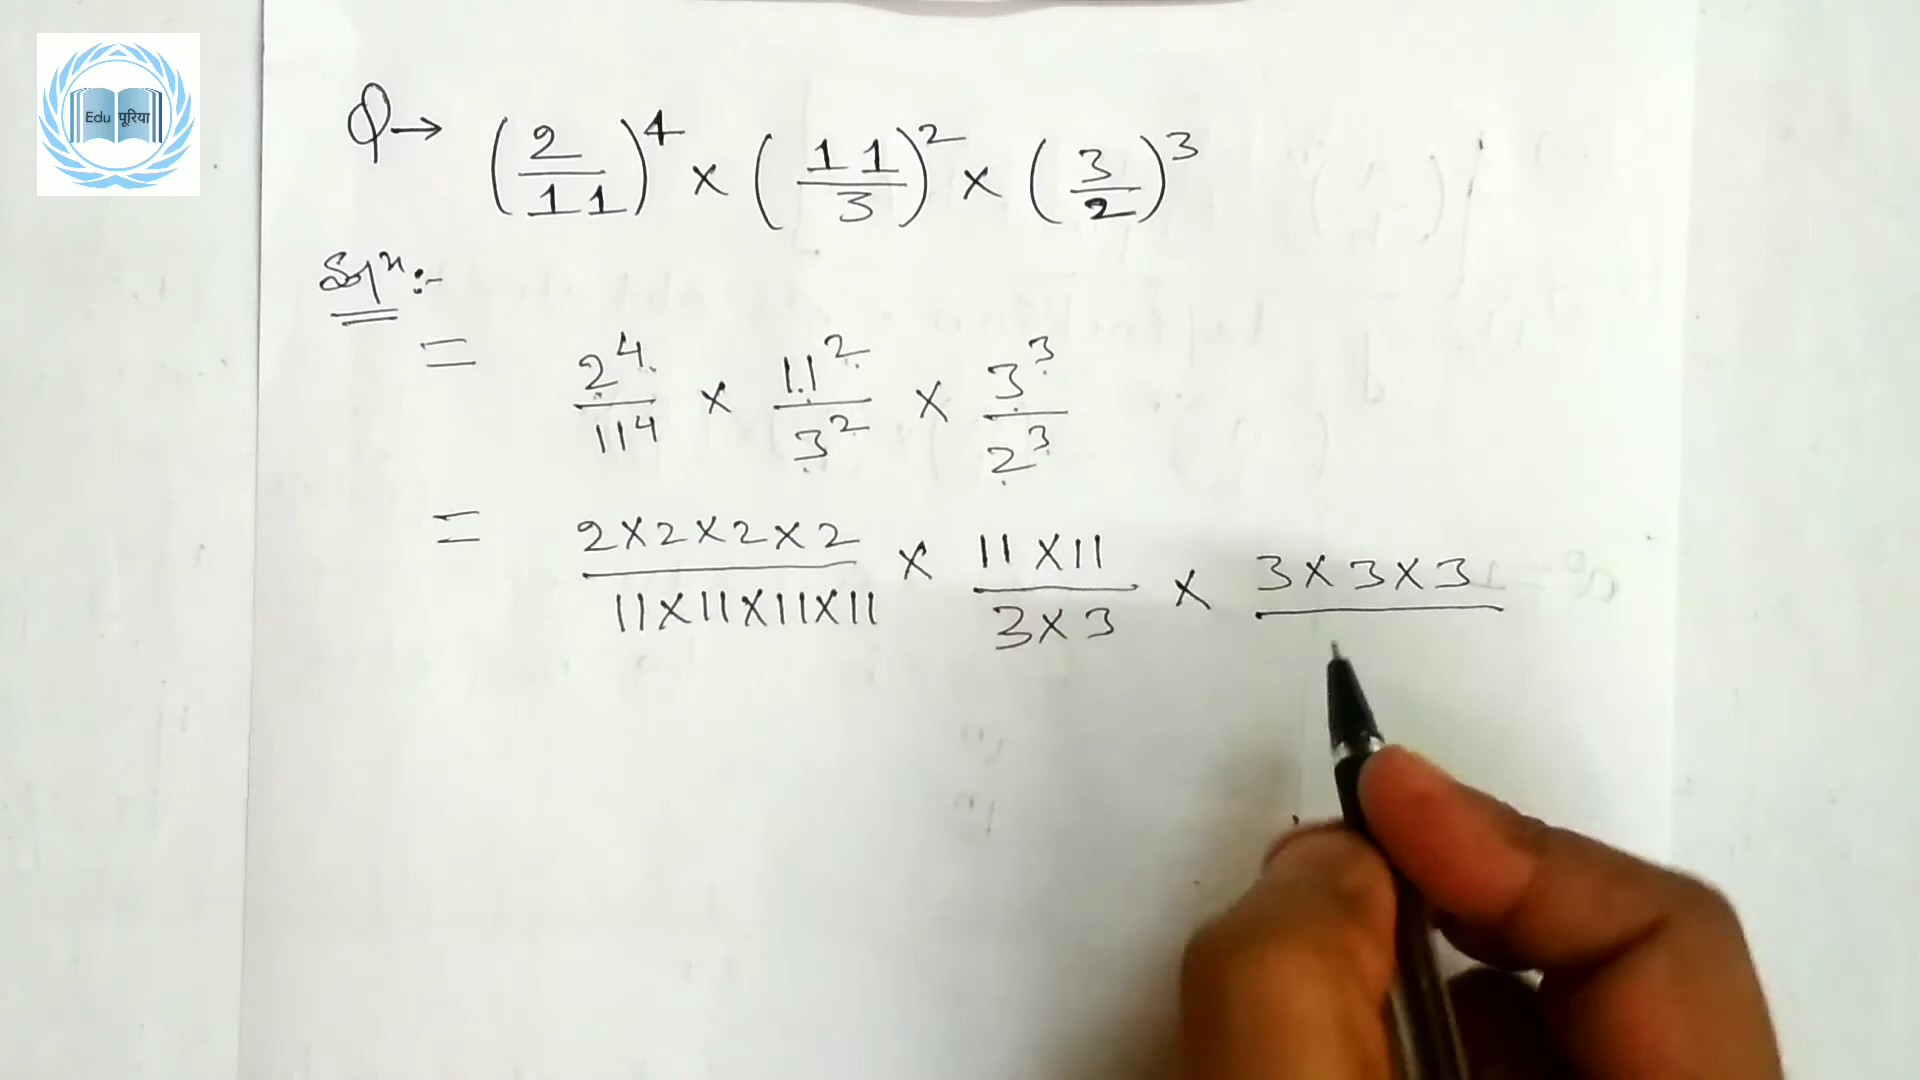 Edu पूरिया
Q→ (2/11)^4 × (11/3)^2 × (3/2)^3
Sol^n :-
= 2^4/11^4 × 11^2/3^2 × 3^3/2^3
= 2×2×2×2/11×11×11×11 × 11×11/3×3 × 3×3×3